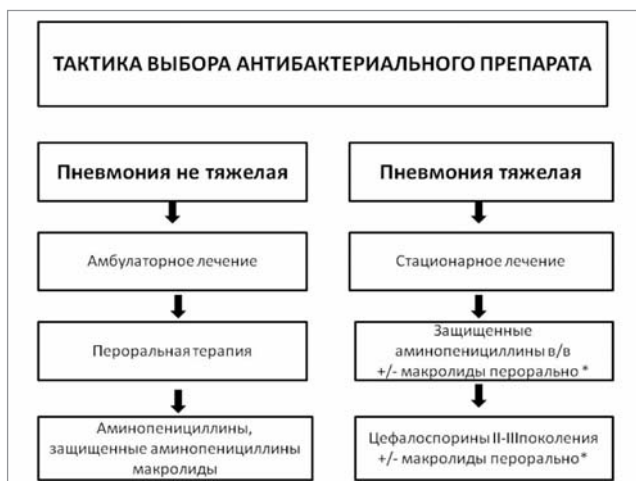 ТАКТИКА ВЫБОРА АНТИБАКТЕРИАЛЬНОГО ПРЕПАРАТА
Пневмония не тяжелая
Амбулаторное лечение
Пероральная терапия
Аминопенициллины,
защищенные аминопенициллины
макролиды
Пневмония тяжелая
Стационарное лечение
Защищенные
аминопенициллины в/в
+/- макролиды перорально *
Цефалоспорины II-IIIпоколения
+/- макролиды перорально*